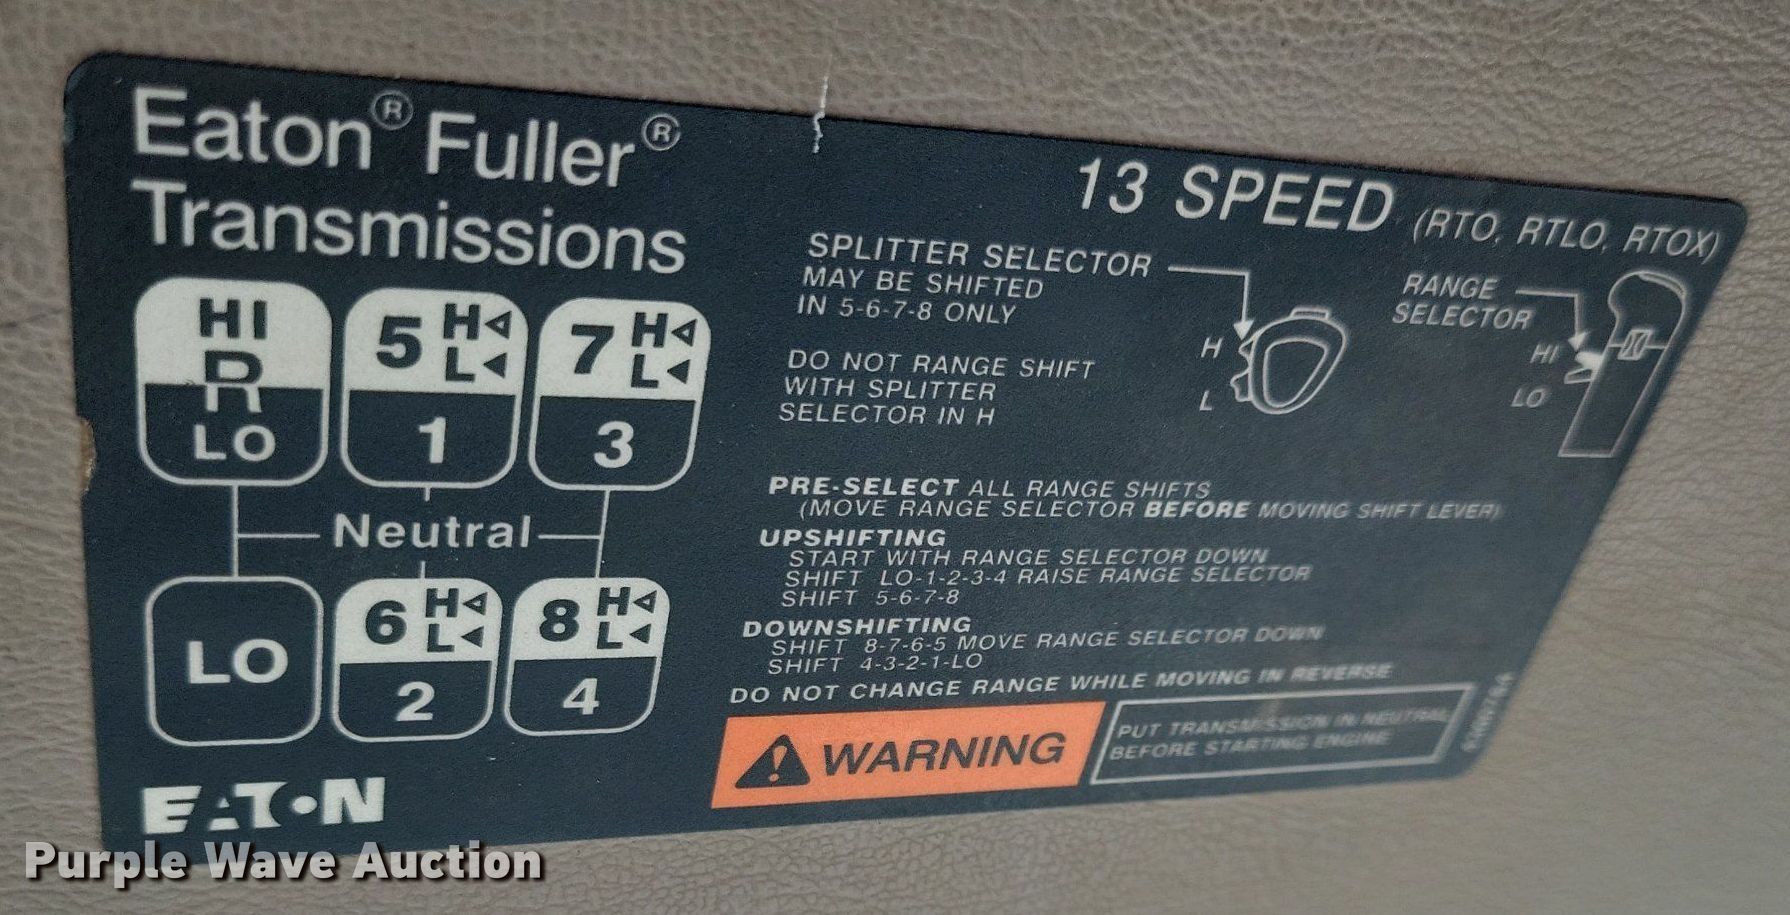 Eaton® Fuller®
Transmissions
13 SPEED (RTO, RTLO, RTOX)
HI
R
LO
5 H
L
1
7 H
L
3
Neutral
LO
6 H
L
2
8 H
L
4
EATON
SPLITTER SELECTOR
MAY BE SHIFTED
IN 5-6-7-8 ONLY
H
L
RANGE
SELECTOR
HI
LO
DO NOT RANGE SHIFT
WITH SPLITTER
SELECTOR IN H
PRE-SELECT ALL RANGE SHIFTS
(MOVE RANGE SELECTOR BEFORE MOVING SHIFT LEVER)
UPSHIFTING
START WITH RANGE SELECTOR DOWN
SHIFT LO-1-2-3-4 RAISE RANGE SELECTOR
SHIFT 5-6-7-8
DOWNSHIFTING
SHIFT 8-7-6-5 MOVE RANGE SELECTOR DOWN
SHIFT 4-3-2-1-LO
DO NOT CHANGE RANGE WHILE MOVING IN REVERSE
WARNING
PUT TRANSMISSION IN NEUTRAL
BEFORE STARTING ENGINE
Purple Wave Auction